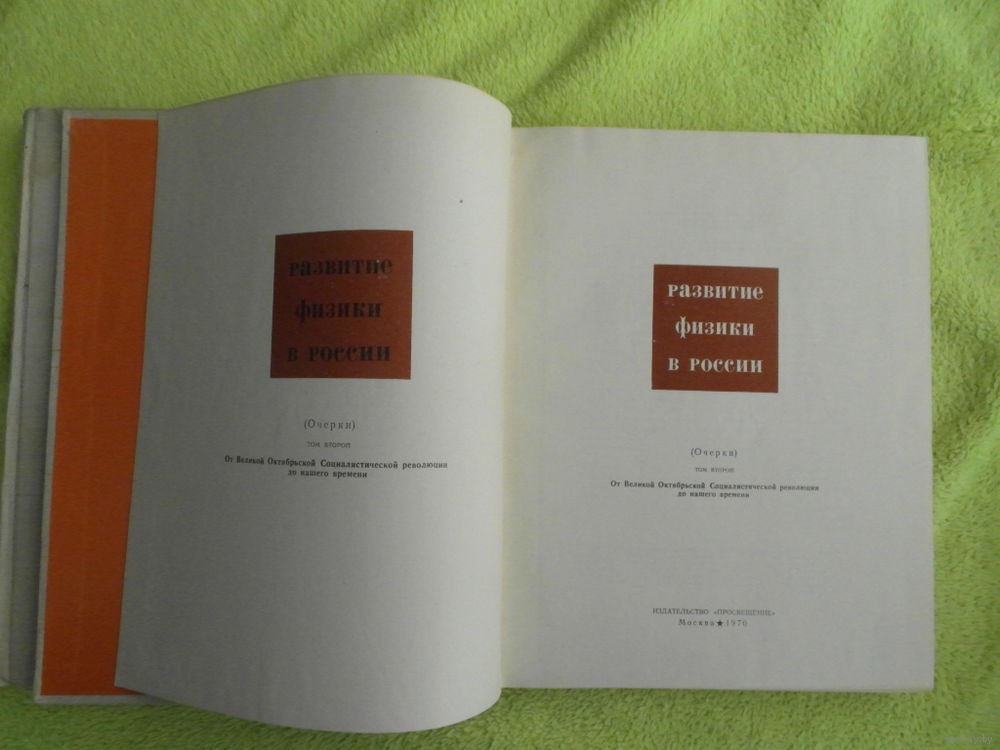 развитие
физики
в россии
(Очерки)
ТОМ ВТОРОЙ
От Великой Октябрьской Социалистической революции
до нашего времени
развитие
физики
в россии
(Очерки)
ТОМ ВТОРОЙ
От Великой Октябрьской Социалистической революции
до нашего времени
ИЗДАТЕЛЬСТВО «ПРОСВЕЩЕНИЕ»
Москва ★ 1970